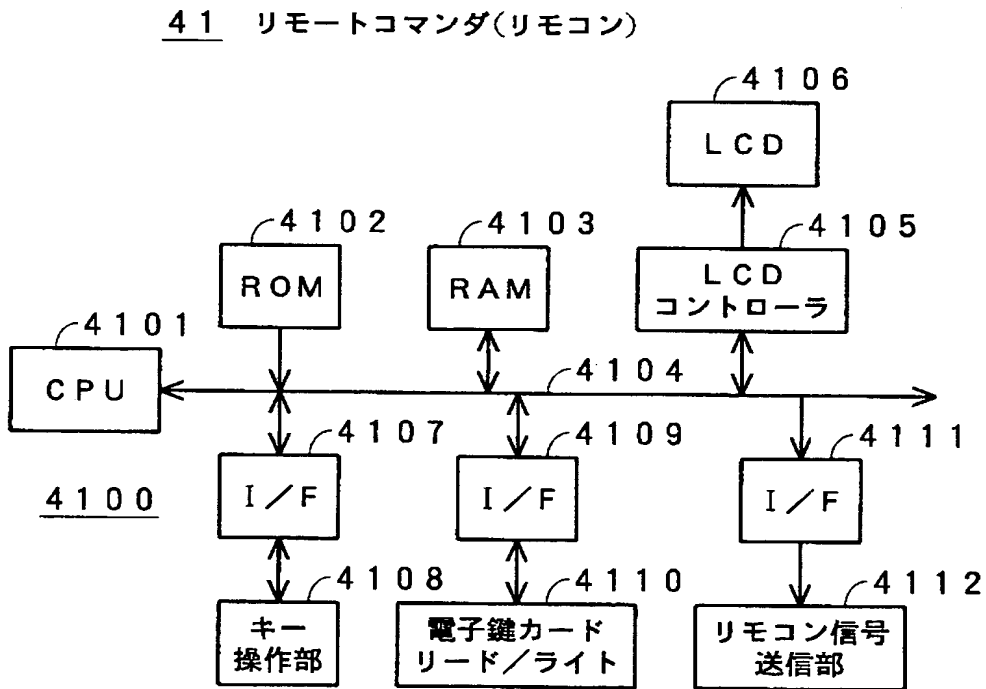 41 リモートコマンダ(リモコン)
4106
LCD
4102
ROM
4103
RAM
4105
LCD
コントローラ
4101
CPU
4104
4107
I/F
4109
I/F
4111
I/F
4100
4108
キー
操作部
4110
電子鍵カード
リード/ライト
4112
リモコン信号
送信部